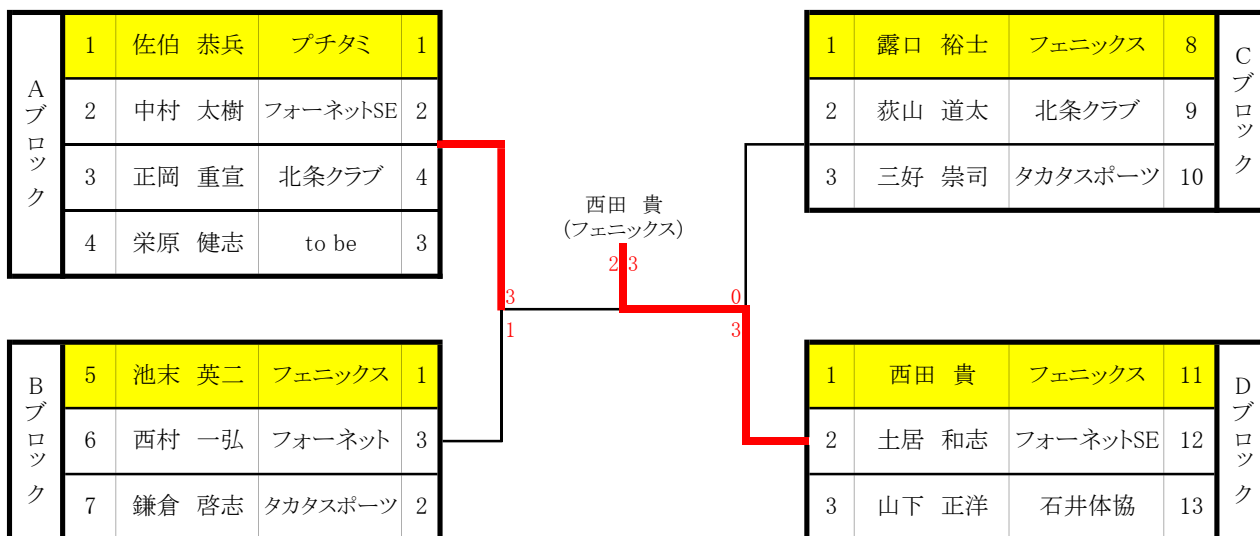 Aブロック
1 佐伯 恭兵 プチタミ 1
2 中村 太樹 フォーネットSE 2
3 正岡 重宣 北条クラブ 4
4 栄原 健志 to be 3
Bブロック
5 池末 英二 フェニックス 1
6 西村 一弘 フォーネット 3
7 鎌倉 啓志 タカタスポーツ 2
3
1
西田 貴
(フェニックス)
2 3
0
3
1 露口 裕士 フェニックス 8
2 荻山 道太 北条クラブ 9
3 三好 崇司 タカタスポーツ 10
Cブロック
1 西田 貴 フェニックス 11
2 土居 和志 フォーネットSE 12
3 山下 正洋 石井体協 13
Dブロック